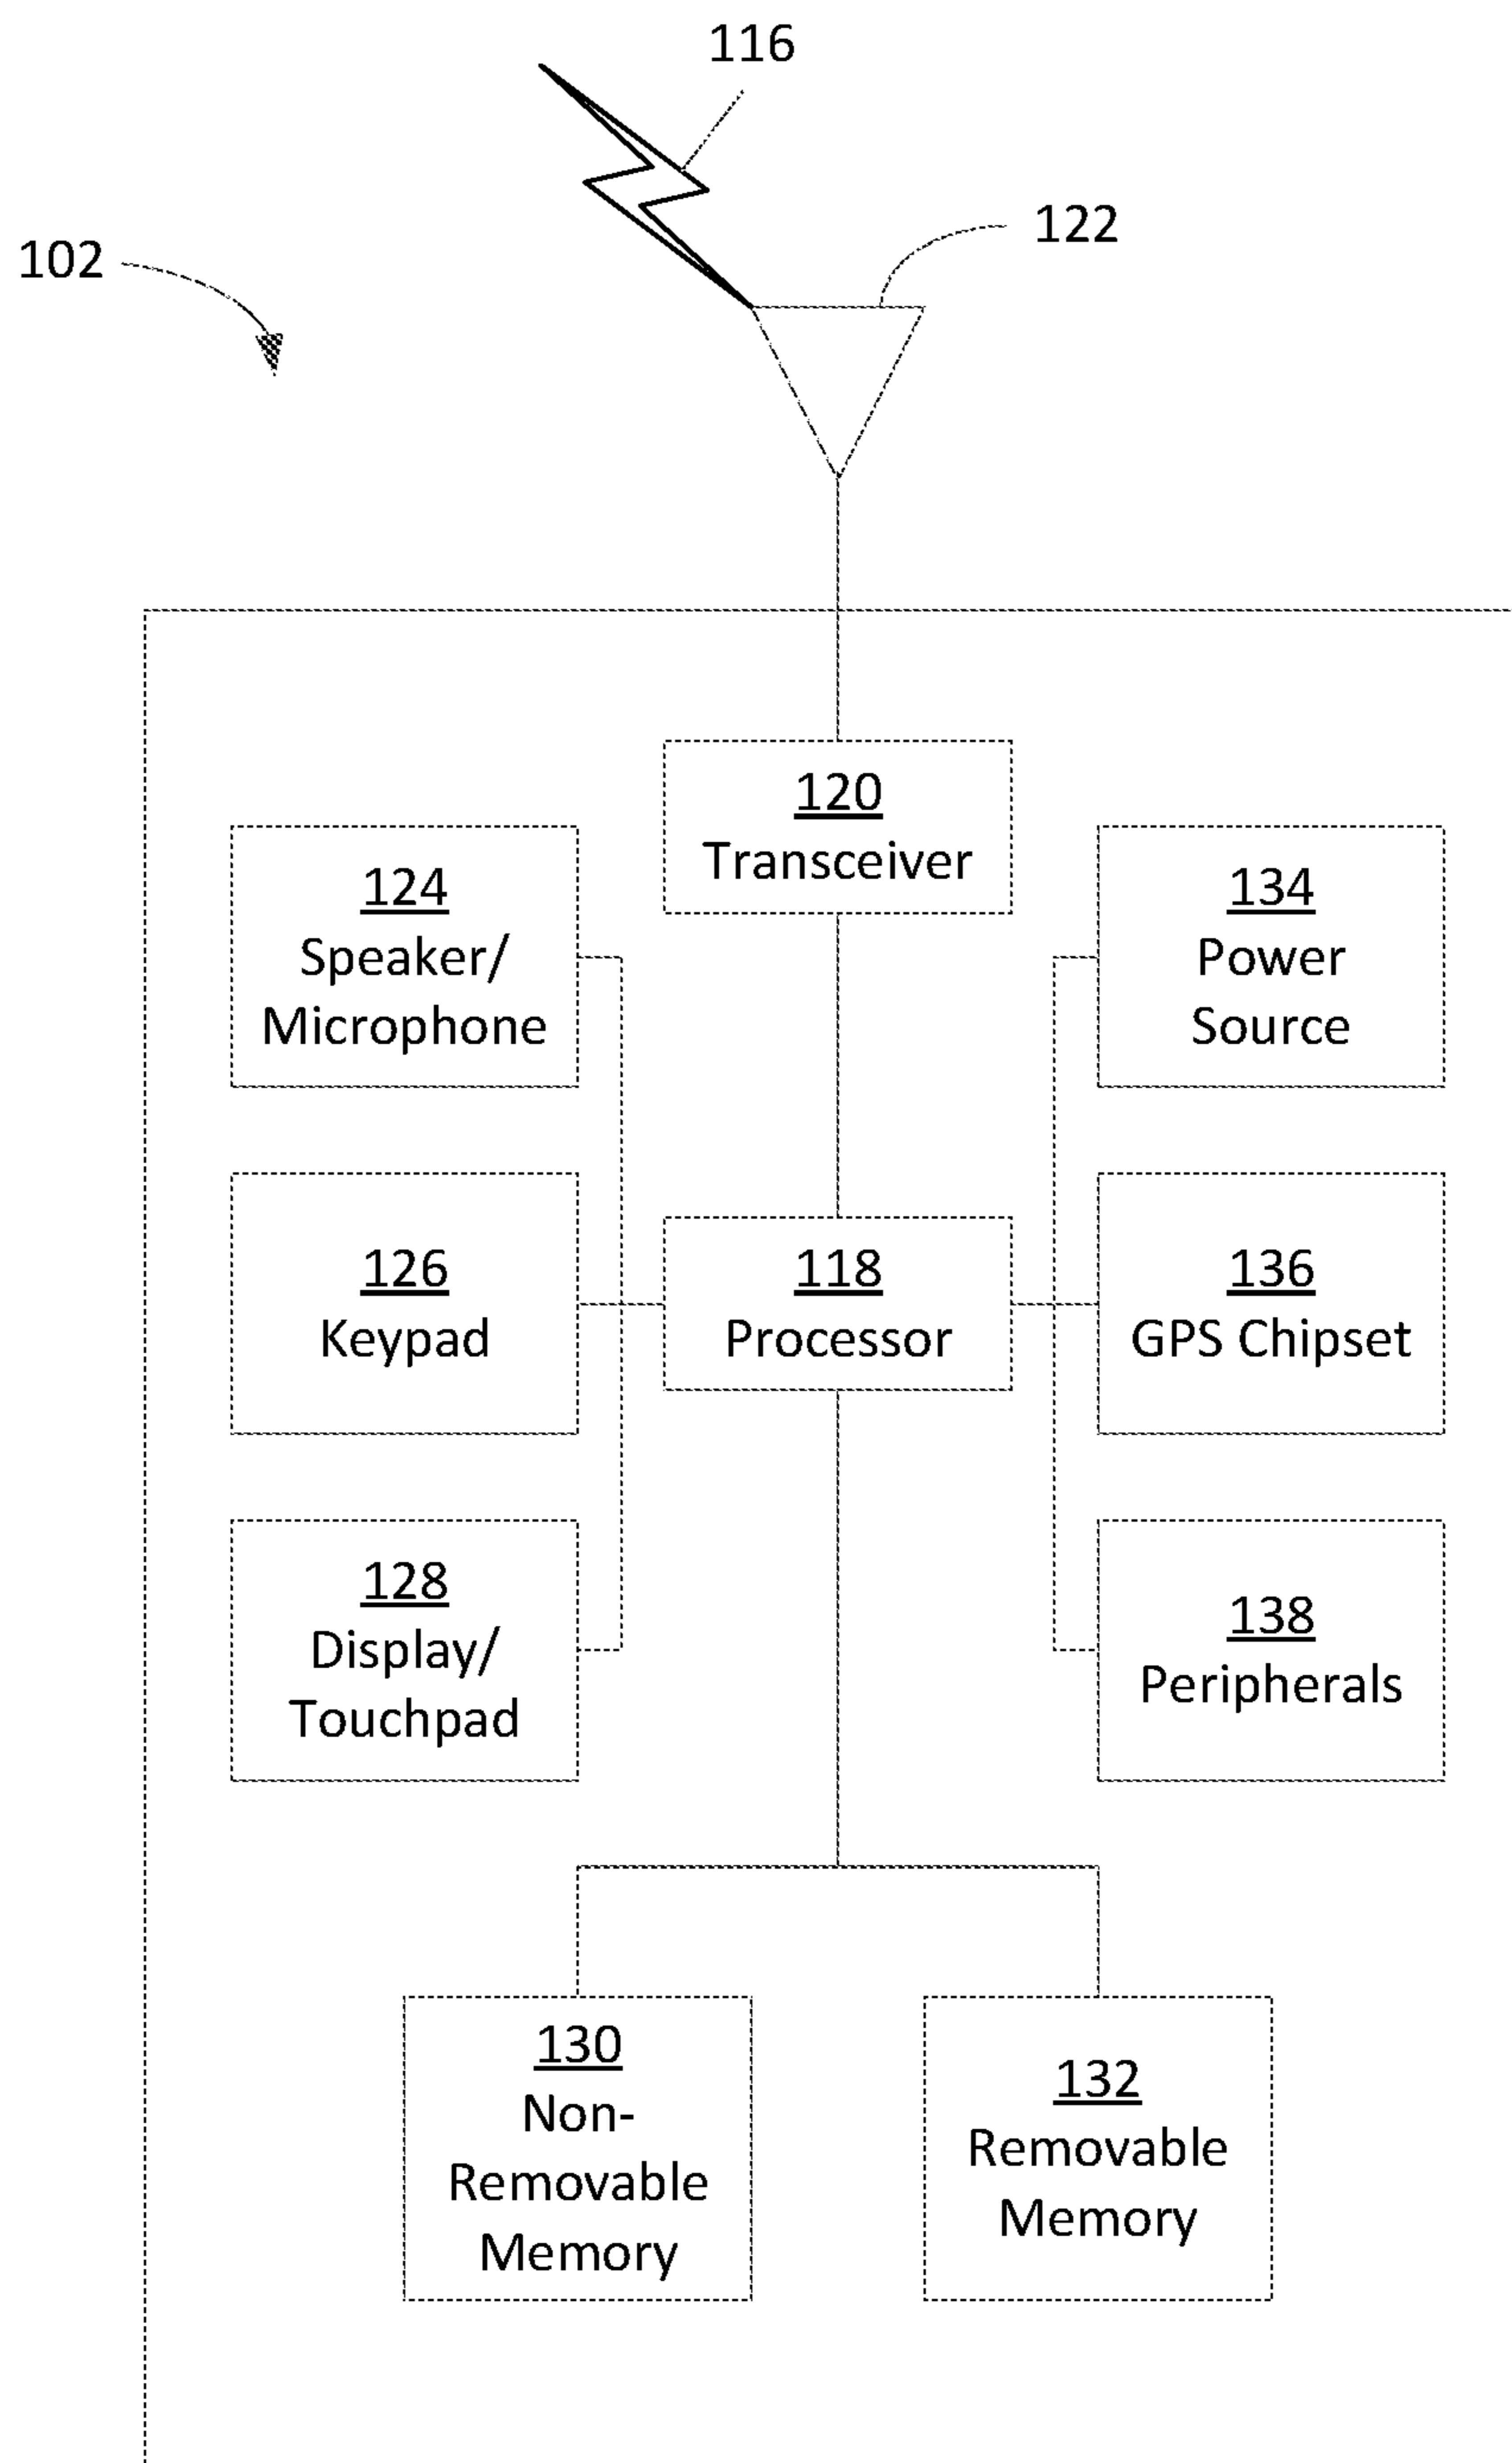 116
122
102
120
Transceiver
124
Speaker/
Microphone
134
Power
Source
126
Keypad
118
Processor
136
GPS Chipset
128
Display/
Touchpad
138
Peripherals
130
Non-
Removable
Memory
132
Removable
Memory